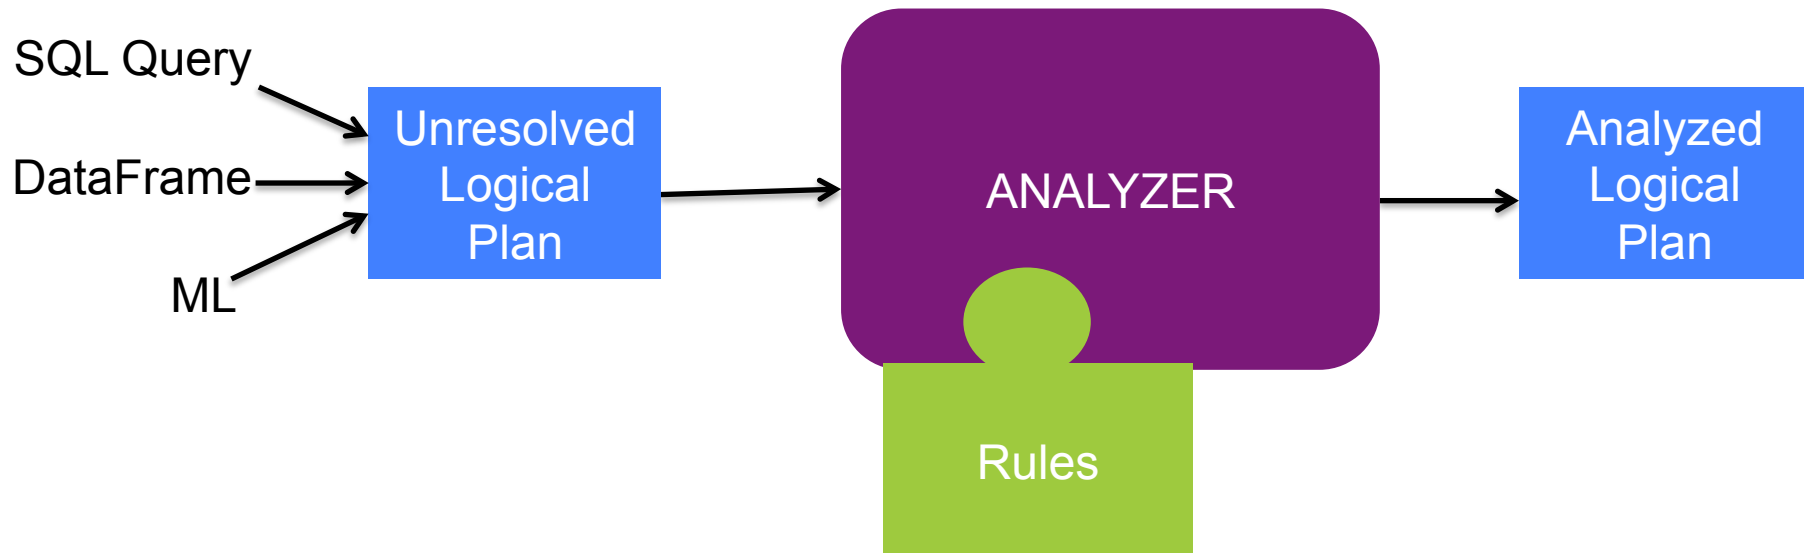 SQL Query
DataFrame
ML
Unresolved
Logical
Plan
ANALYZER
Rules
Analyzed
Logical
Plan